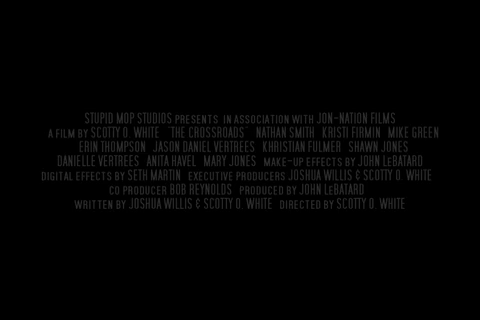 STUPID MOP STUDIOS PRESENTS IN ASSOCIATION WITH JON-NATION FILMS
A FILM BY SCOTTY O. WHITE "THE CROSSROADS" NATHAN SMITH KRISTI FIRMIN MIKE GREEN
ERIN THOMPSON JASON DANIEL VERTREES KHRISTIAN FULMER SHAWN JONES
DANIELLE VERTREES ANITA HAVEL MARY JONES MAKE-UP EFFECTS BY JOHN LEBATARD
DIGITAL EFFECTS BY SETH MARTIN EXECUTIVE PRODUCERS JOSHUA WILLIS & SCOTTY O. WHITE
CO PRODUCER BOB REYNOLDS PRODUCED BY JOHN LEBATARD
WRITTEN BY JOSHUA WILLIS & SCOTTY O. WHITE DIRECTED BY SCOTTY O. WHITE